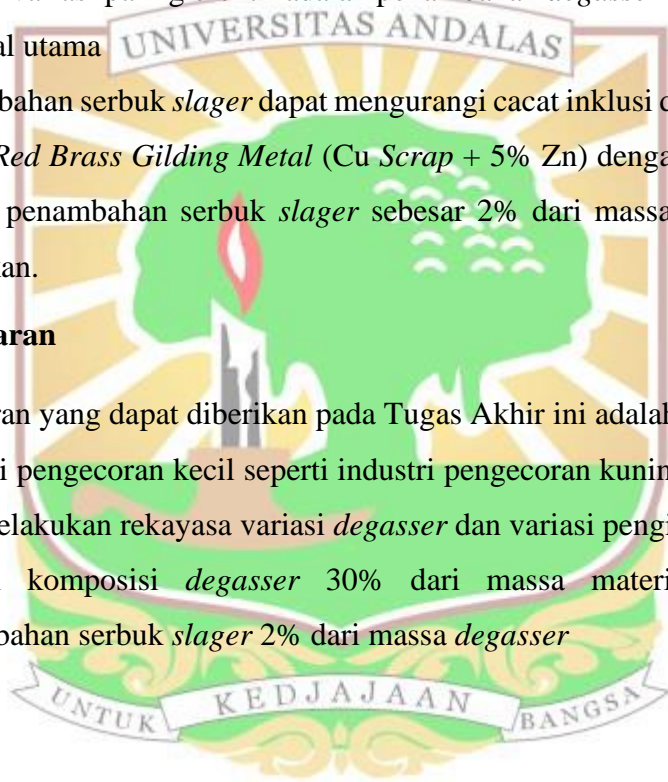 al utama
UNIVERSITAS ANDALAS
bahan serbuk slager dapat mengurangi cacat inklusi
Red Brass Gilding Metal (Cu Scrap + 5% Zn) denga
penambahan serbuk slager sebesar 2% dari massa
kan.
aran
ran yang dapat diberikan pada Tugas Akhir ini adalah
i pengecoran kecil seperti industri pengecoran kunin
elakukan rekayasa variasi degasser dan variasi pengi
komposisi degasser 30% dari massa materi
bahan serbuk slager 2% dari massa degasser
UNTUK KEDJAJAAN BANGSA